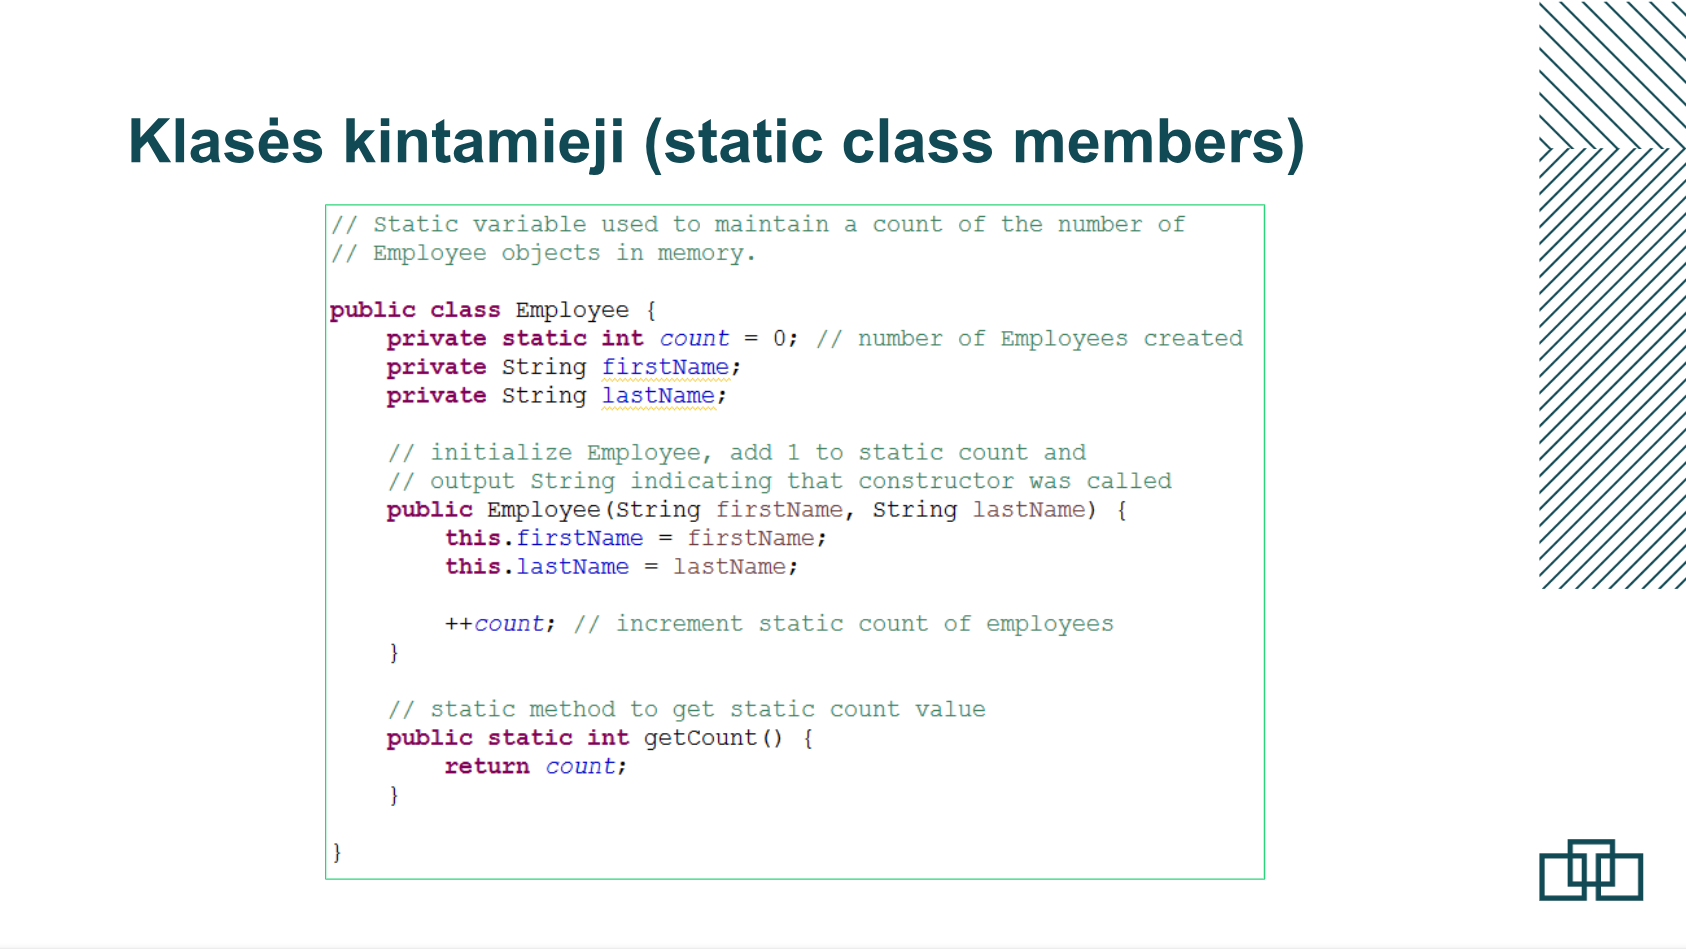 Klasės kintamieji (static class members)
// Static variable used to maintain a count of the number of
// Employee objects in memory.
public class Employee {
    private static int count = 0; // number of Employees created
    private String firstName;
    private String lastName;
    // initialize Employee, add 1 to static count and
    // output String indicating that constructor was called
    public Employee(String firstName, String lastName) {
        this.firstName = firstName;
        this.lastName = lastName;
        ++count; // increment static count of employees
    }
    // static method to get static count value
    public static int getCount() {
        return count;
    }
}